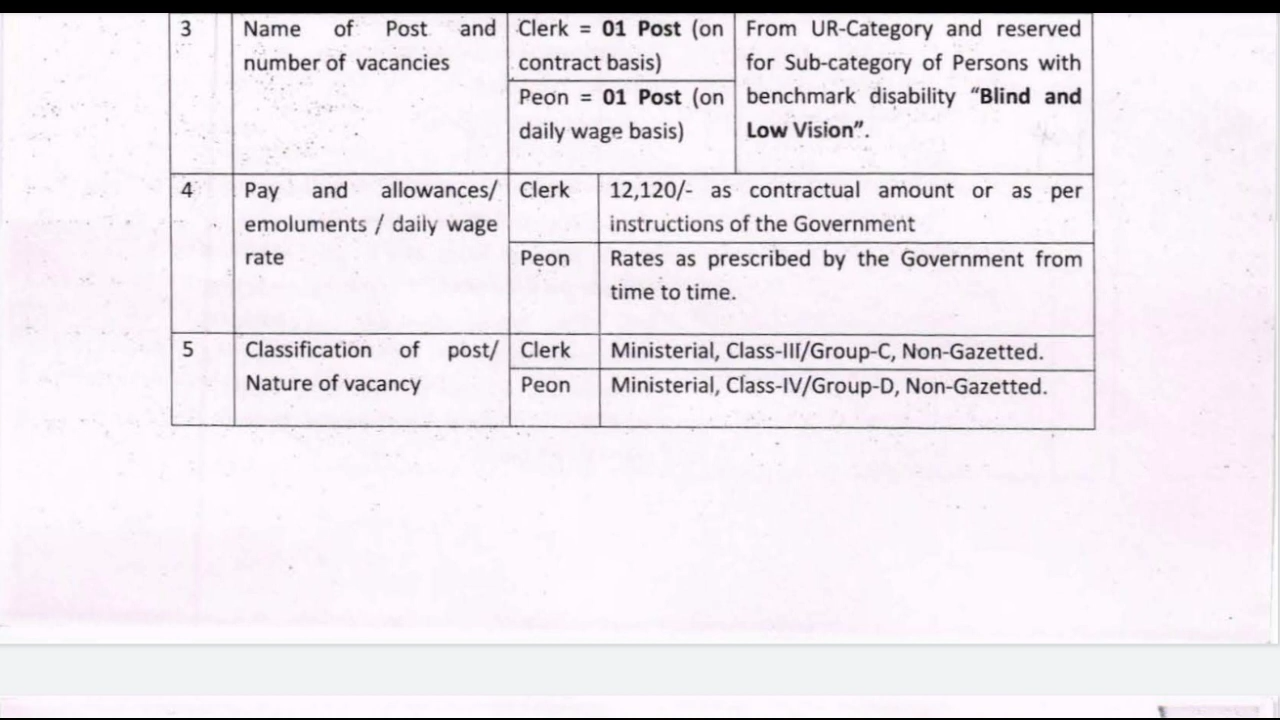 3 Name of Post and number of vacancies
Clerk = 01 Post (on contract basis)
Peon = 01 Post (on daily wage basis)
From UR-Category and reserved
for Sub-category of Persons with
benchmark disability “Blind and
Low Vision”.
4 Pay and allowances/
emoluments / daily wage
rate
Clerk 12,120/- as contractual amount or as per
instructions of the Government
Peon Rates as prescribed by the Government from
time to time.
5 Classification of post/
Nature of vacancy
Clerk Ministerial, Class-III/Group-C, Non-Gazetted.
Peon Ministerial, Class-IV/Group-D, Non-Gazetted.